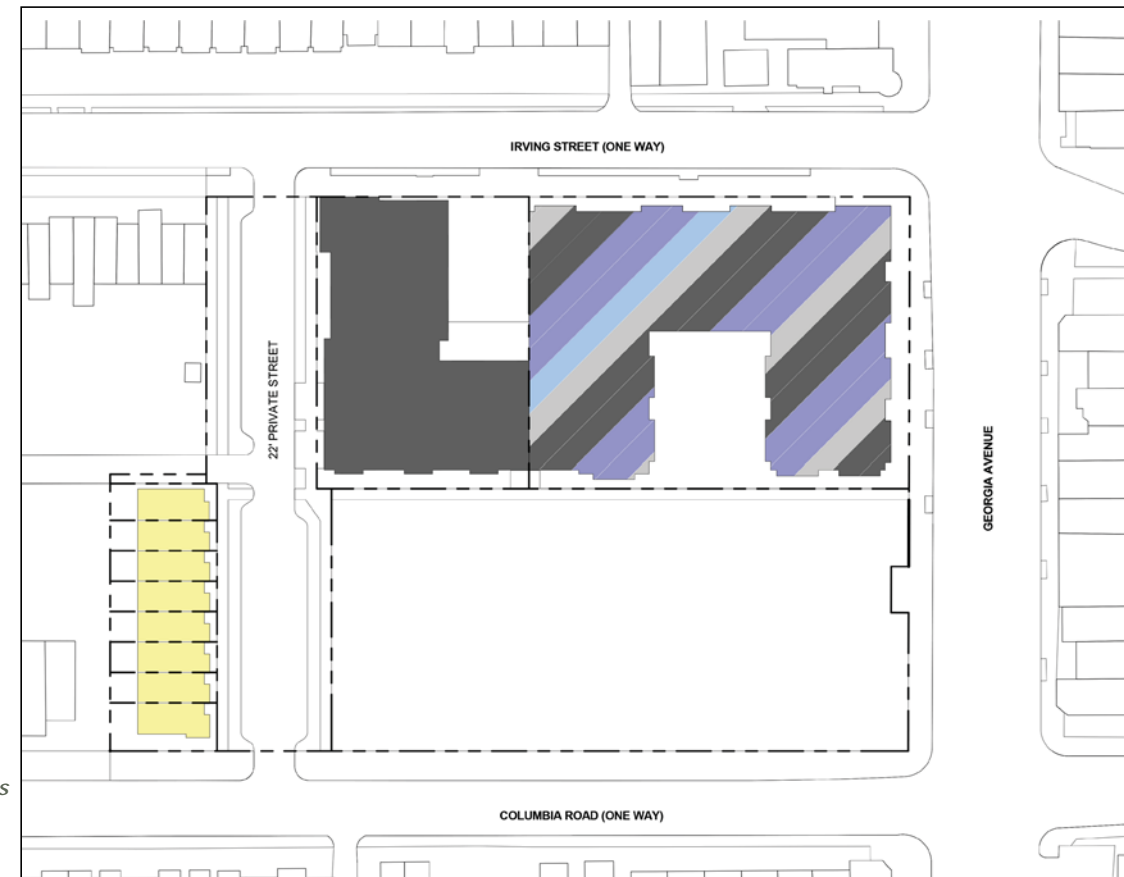 IRVING STREET (ONE WAY)
22' PRIVATE STREET
GEORGIA AVENUE
s
COLUMBIA ROAD (ONE WAY)